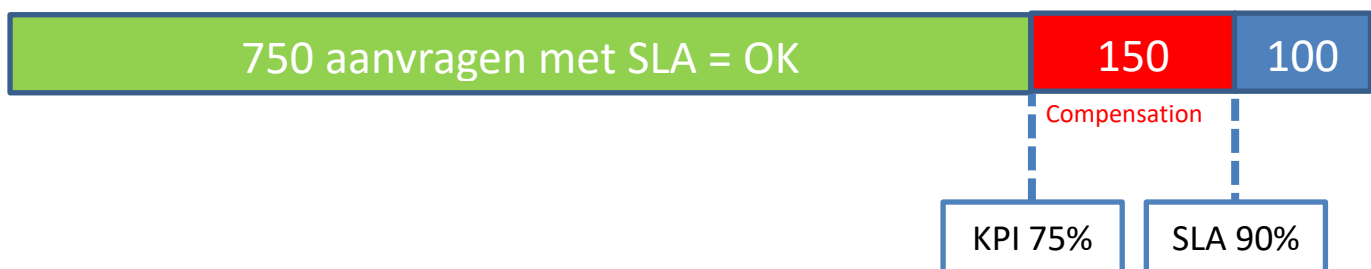 750 aanvragen met SLA = OK
150
100
Compensation
KPI 75%
SLA 90%